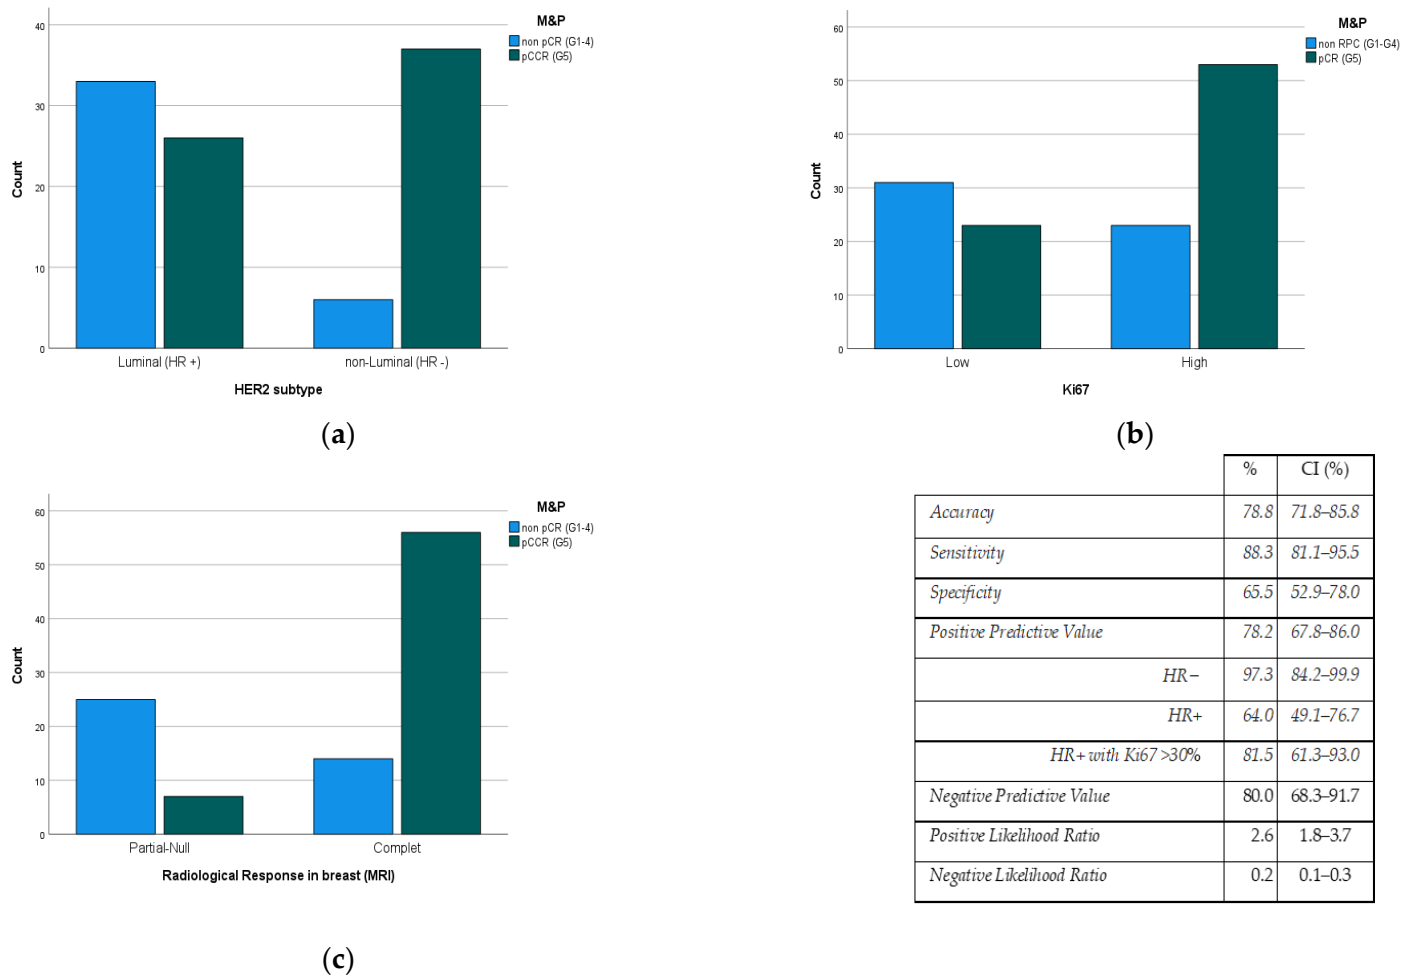 M&P
non pCR (G1-4)
pCCR (G5)
40
30
20
10
0
Count
Luminal (HR +)
non-Luminal (HR -)
HER2 subtype
(a)
M&P
non RPC (G1-G4)
pCR (G5)
60
50
40
30
20
10
0
Count
Low
High
Ki67
(b)
M&P
non pCR (G1-4)
pCCR (G5)
60
50
40
30
20
10
0
Count
Partial-Null
Complet
Radiological Response in breast (MRI)
(c)
% CI (%)
Accuracy 78.8 71.8–85.8
Sensitivity 88.3 81.1–95.5
Specificity 65.5 52.9–78.0
Positive Predictive Value 78.2 67.8–86.0
HR− 97.3 84.2–99.9
HR+ 64.0 49.1–76.7
HR+ with Ki67 >30% 81.5 61.3–93.0
Negative Predictive Value 80.0 68.3–91.7
Positive Likelihood Ratio 2.6 1.8–3.7
Negative Likelihood Ratio 0.2 0.1–0.3